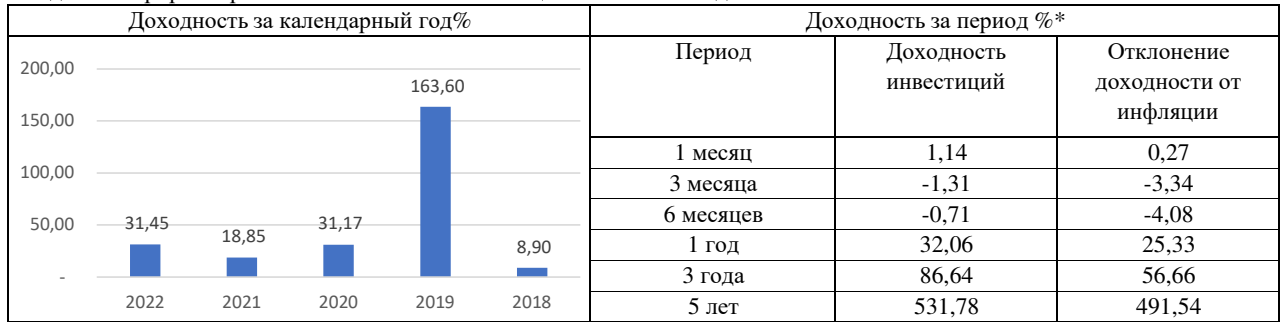 Доходность за календарный год%
200,00
150,00
100,00
50,00
-
31,45
18,85
31,17
163,60
8,90
2022 2021 2020 2019 2018
Доходность за период %*
Период Доходность инвестиций Отклонение доходности от инфляции
1 месяц 1,14 0,27
3 месяца -1,31 -3,34
6 месяцев -0,71 -4,08
1 год 32,06 25,33
3 года 86,64 56,66
5 лет 531,78 491,54